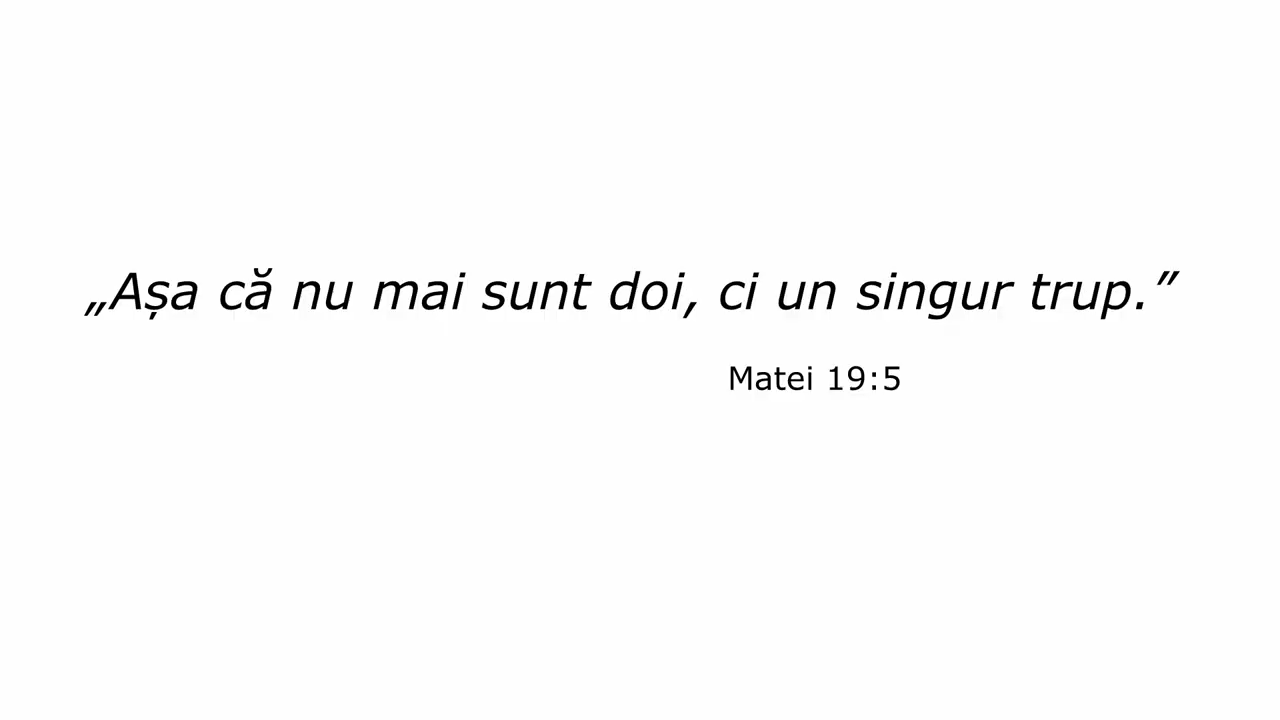 „Așa că nu mai sunt doi, ci un singur trup.”
Matei 19:5